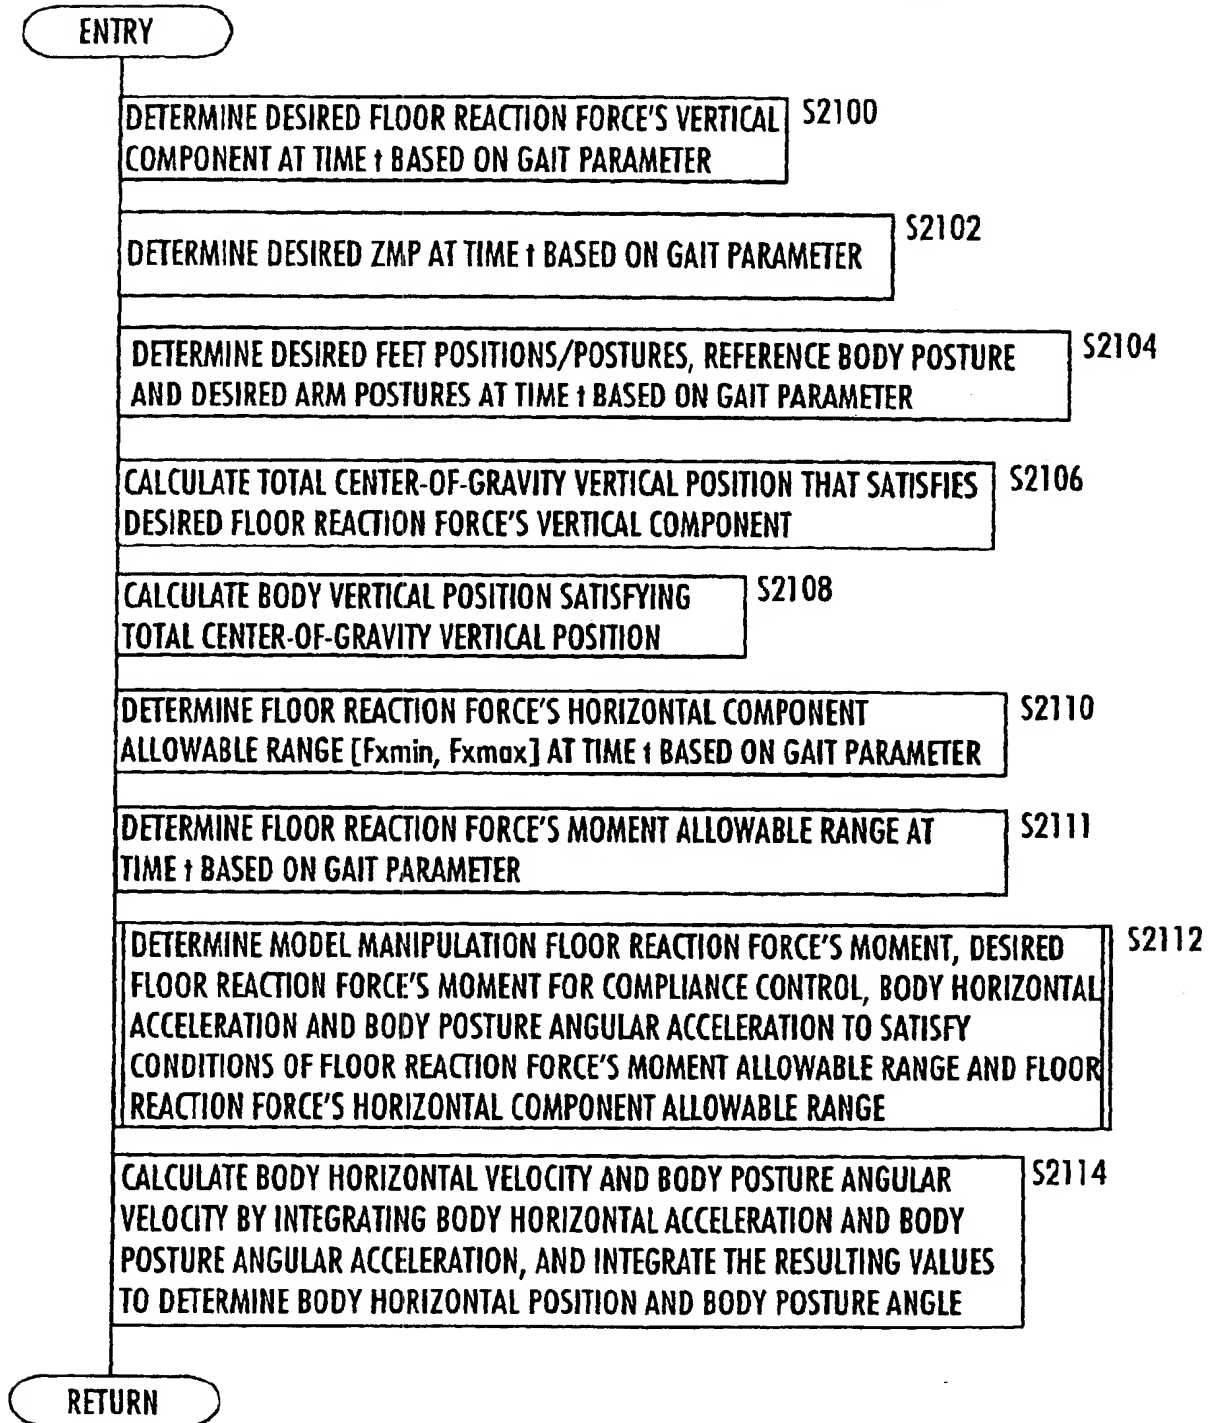 ENTRY
DETERMINE DESIRED FLOOR REACTION FORCE'S VERTICAL
COMPONENT AT TIME t BASED ON GAIT PARAMETER
S2100
DETERMINE DESIRED ZMP AT TIME t BASED ON GAIT PARAMETER
S2102
DETERMINE DESIRED FEET POSITIONS/POSTURES, REFERENCE BODY POSTURE
AND DESIRED ARM POSTURES AT TIME t BASED ON GAIT PARAMETER
S2104
CALCULATE TOTAL CENTER-OF-GRAVITY VERTICAL POSITION THAT SATISFIES
DESIRED FLOOR REACTION FORCE'S VERTICAL COMPONENT
S2106
CALCULATE BODY VERTICAL POSITION SATISFYING
TOTAL CENTER-OF-GRAVITY VERTICAL POSITION
S2108
DETERMINE FLOOR REACTION FORCE'S HORIZONTAL COMPONENT
ALLOWABLE RANGE [Fxmin, Fxmax] AT TIME t BASED ON GAIT PARAMETER
S2110
DETERMINE FLOOR REACTION FORCE'S MOMENT ALLOWABLE RANGE AT
TIME t BASED ON GAIT PARAMETER
S2111
DETERMINE MODEL MANIPULATION FLOOR REACTION FORCE'S MOMENT, DESIRED
FLOOR REACTION FORCE'S MOMENT FOR COMPLIANCE CONTROL, BODY HORIZONTAL
ACCELERATION AND BODY POSTURE ANGULAR ACCELERATION TO SATISFY
CONDITIONS OF FLOOR REACTION FORCE'S MOMENT ALLOWABLE RANGE AND FLOOR
REACTION FORCE'S HORIZONTAL COMPONENT ALLOWABLE RANGE
S2112
CALCULATE BODY HORIZONTAL VELOCITY AND BODY POSTURE ANGULAR
VELOCITY BY INTEGRATING BODY HORIZONTAL ACCELERATION AND BODY
POSTURE ANGULAR ACCELERATION, AND INTEGRATE THE RESULTING VALUES
TO DETERMINE BODY HORIZONTAL POSITION AND BODY POSTURE ANGLE
S2114
RETURN